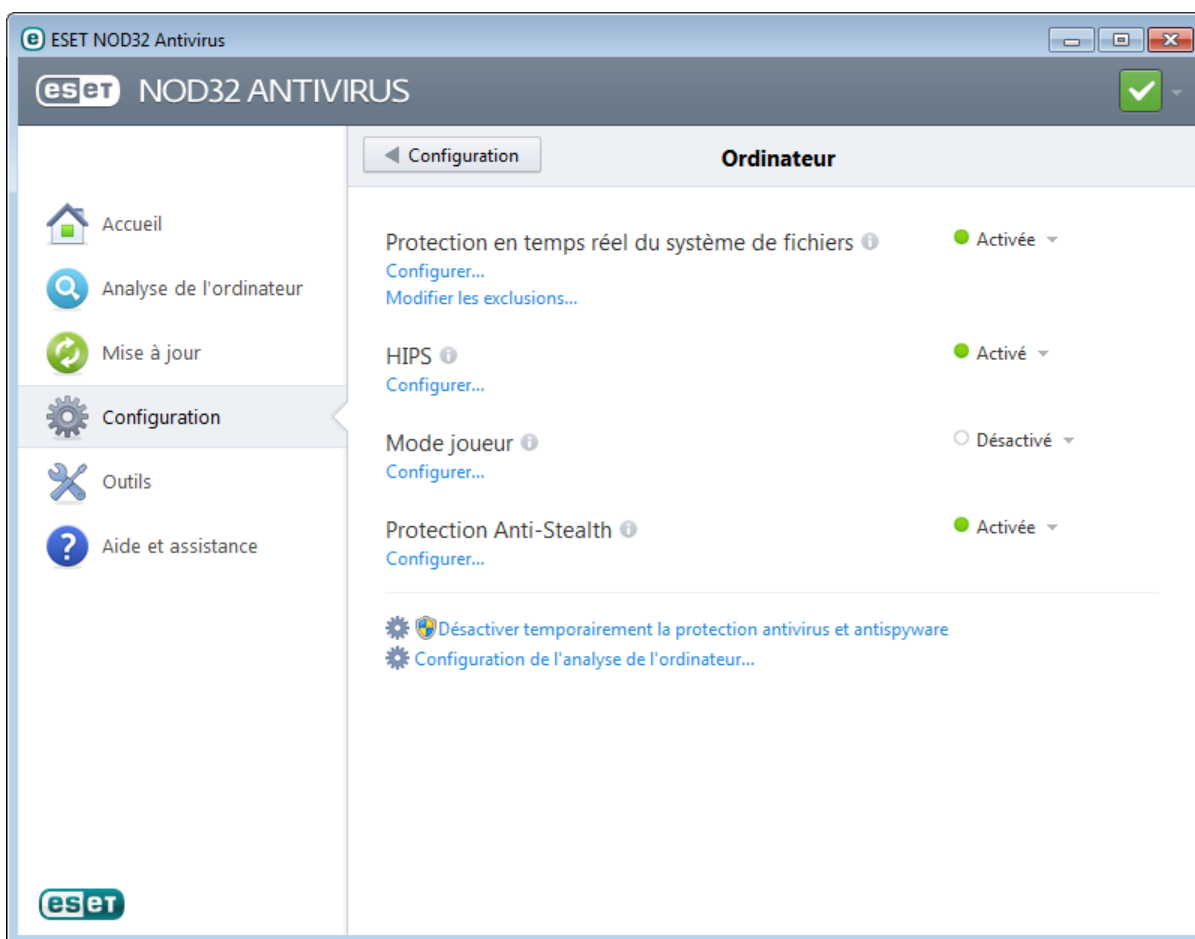 ESET NOD32 Antivirus
eseT NOD32 ANTIVIRUS
Configuration
Ordinateur
Accueil
Analyse de l'ordinateur
Mise à jour
Configuration
Outils
Aide et assistance
Protection en temps réel du système de fichiers
Activée
Configurer...
Modifier les exclusions...
HIPS
Activé
Configurer...
Mode joueur
Désactivé
Configurer...
Protection Anti-Stealth
Activée
Configurer...
Désactiver temporairement la protection antivirus et antispyware
Configuration de l'analyse de l'ordinateur...
eseT